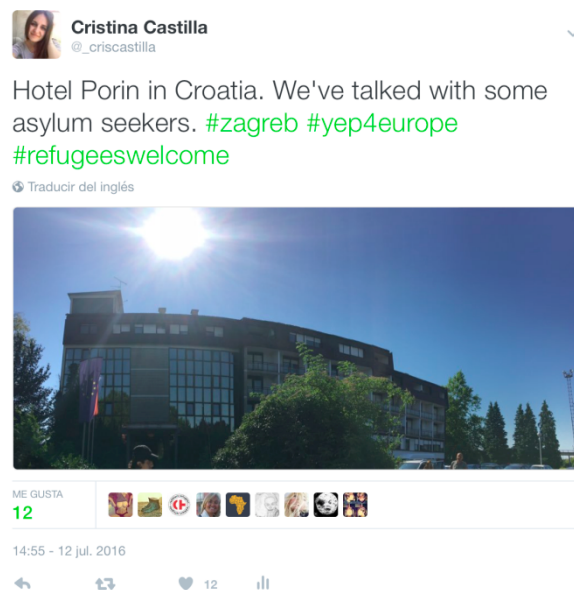 Cristina Castilla
@_criscastilla
Hotel Porin in Croatia. We've talked with some
asylum seekers. #zagreb #yep4europe
#refugeeswelcome
Traducir del inglés
ME GUSTA
12
14:55 - 12 jul. 2016
12